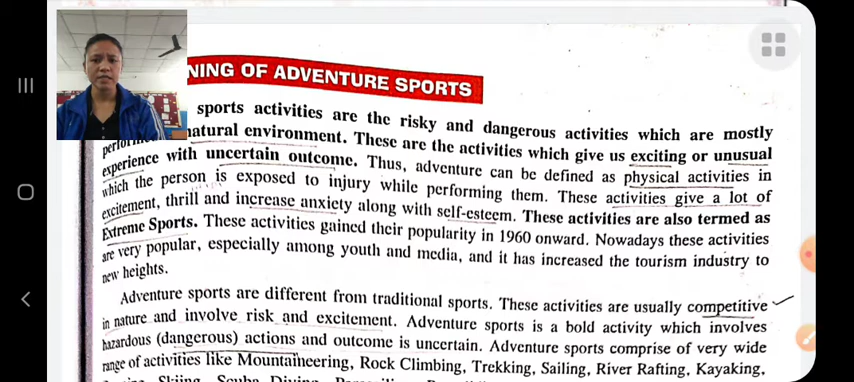 NING OF ADVENTURE SPORTS
sports activities are the risky and dangerous activities which are mostly
natural environment. These are the activities which give us exciting or unusual
experience with uncertain outcome. Thus, adventure can be defined as physical activities in
which the person is exposed to injury while performing them. These activities give a lot of
excitement, thrill and increase anxiety along with self-esteem. These activities are also termed as
Extreme Sports. These activities gained their popularity in 1960 onward. Nowadays these activities
are very popular, especially among youth and media, and it has increased the tourism industry to
new heights.
Adventure sports are different from traditional sports. These activities are usually competitive
in nature and involve risk and excitement. Adventure sports is a bold activity which involves
hazardous (dangerous) actions and outcome is uncertain. Adventure sports comprise of very wide
range of activities like Mountaineering, Rock Climbing, Trekking, Sailing, River Rafting, Kayaking,
Skiing, Scuba Diving,